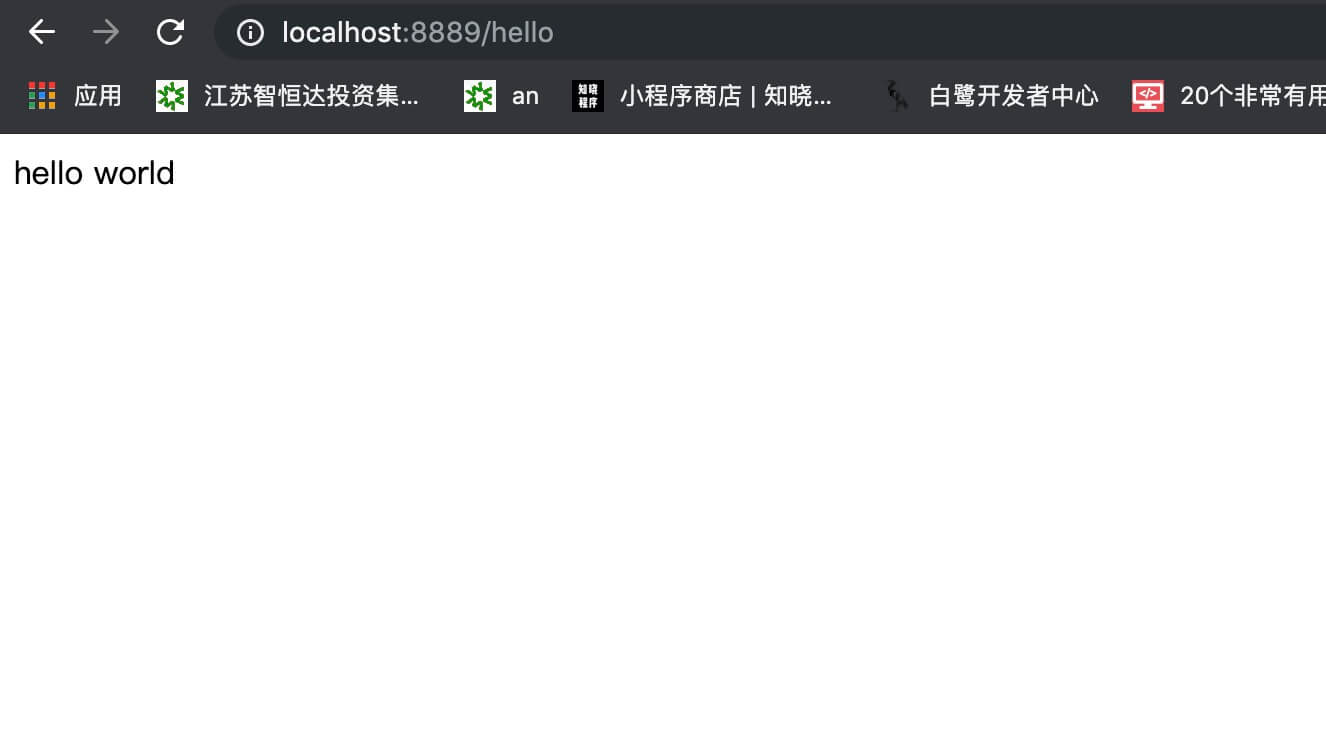 localhost:8889/hello
应用 江苏智恒达投资集... an 知晓程序 小程序商店 | 知晓... 白鹭开发者中心 </> 20个非常有用
hello world